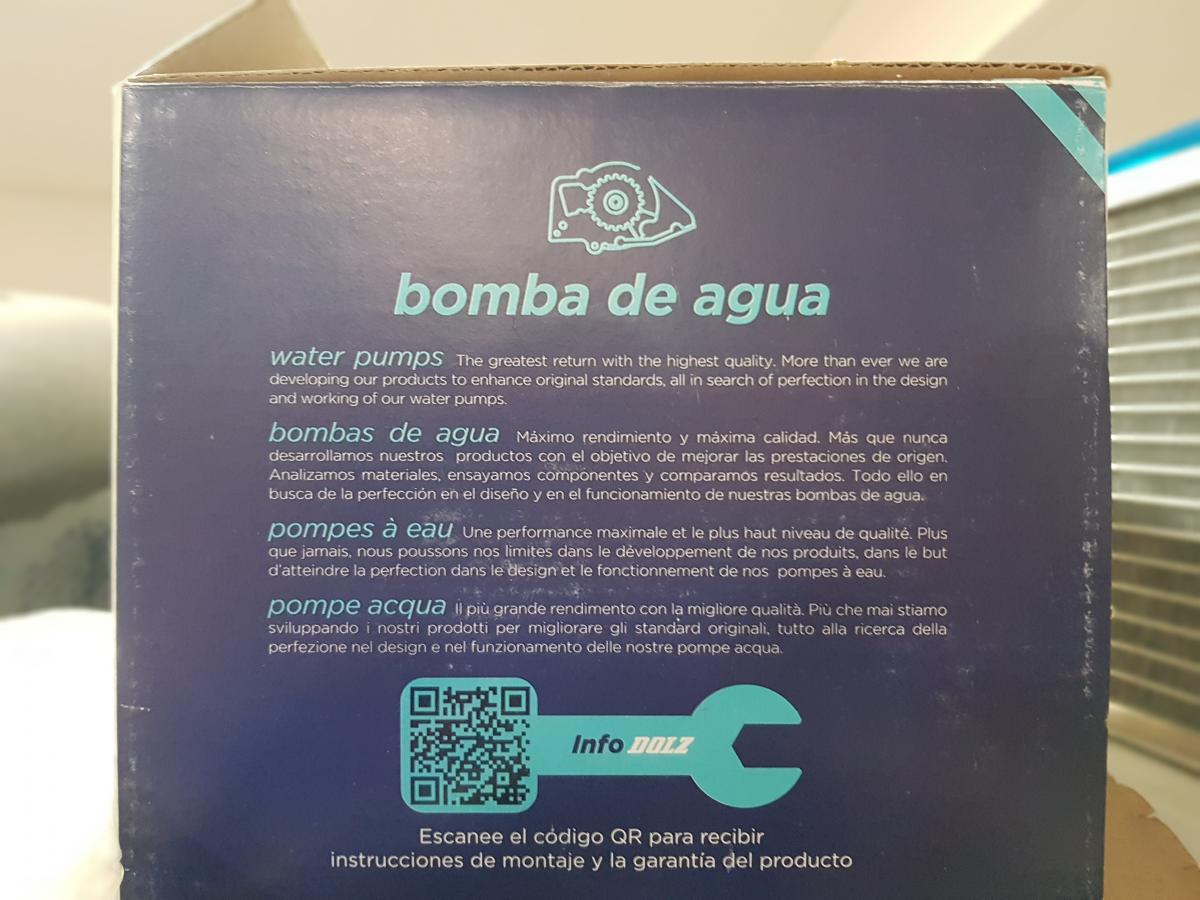 bomba de agua
water pumps The greatest return with the highest quality. More than ever we are
developing our products to enhance original standards, all in search of perfection in the design
and working of our water pumps.
bombas de agua Máximo rendimiento y máxima calidad. Más que nunca
desarrollamos nuestros productos con el objetivo de mejorar las prestaciones de origen.
Analizamos materiales, ensayamos componentes y comparamos resultados. Todo ello en
busca de la perfección en el diseño y en el funcionamiento de nuestras bombas de agua.
pompes à eau Une performance maximale et le plus haut niveau de qualité. Plus
que jamais, nous poussons nos limites dans le développement de nos produits, dans le but
d'atteindre la perfection dans le design et le fonctionnement de nos pompes à eau.
pompe acqua Il più grande rendimento con la migliore qualità. Più che mai stiamo
sviluppando i nostri prodotti per migliorare gli standard originali, tutto alla ricerca della
perfezione nel design e nel funzionamento delle nostre pompe acqua.
Info DOLZ
Escanee el código QR para recibir
instrucciones de montaje y la garantía del producto